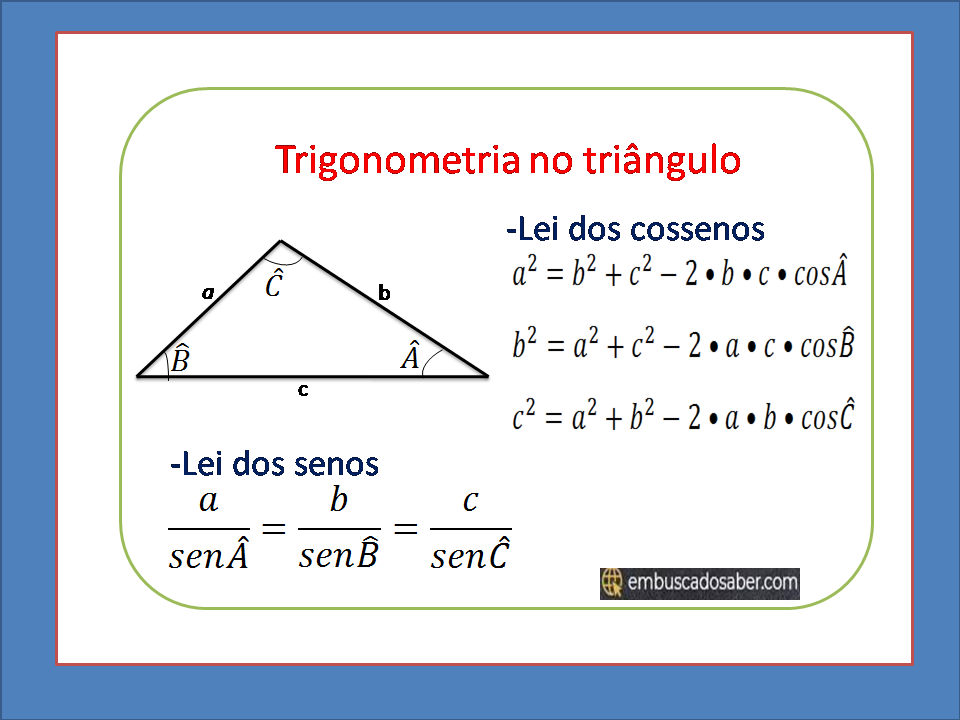 Trigonometria no triângulo
-Lei dos cossenos
a² = b² + c² − 2 • b • c • cosÂ
b² = a² + c² − 2 • a • c • cosB̂
c² = a² + b² − 2 • a • b • cosĈ
a
b
c
Ĉ
B̂
Â
-Lei dos senos
a/senÂ = b/senB̂ = c/senĈ
embuscadosaber.com